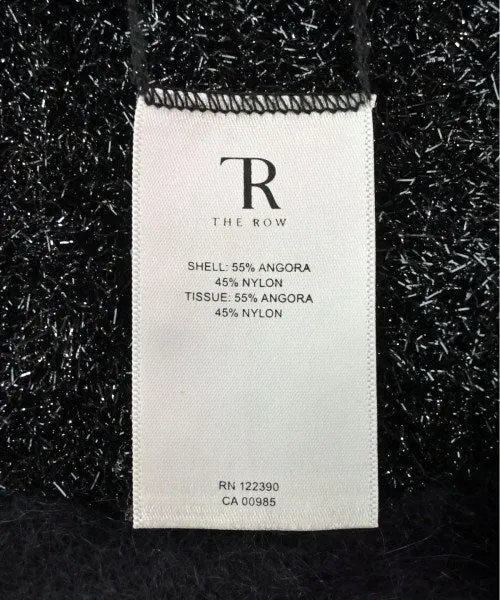 TR
THE ROW
SHELL: 55% ANGORA
45% NYLON
TISSUE: 55% ANGORA
45% NYLON
RN 122390
CA 00985